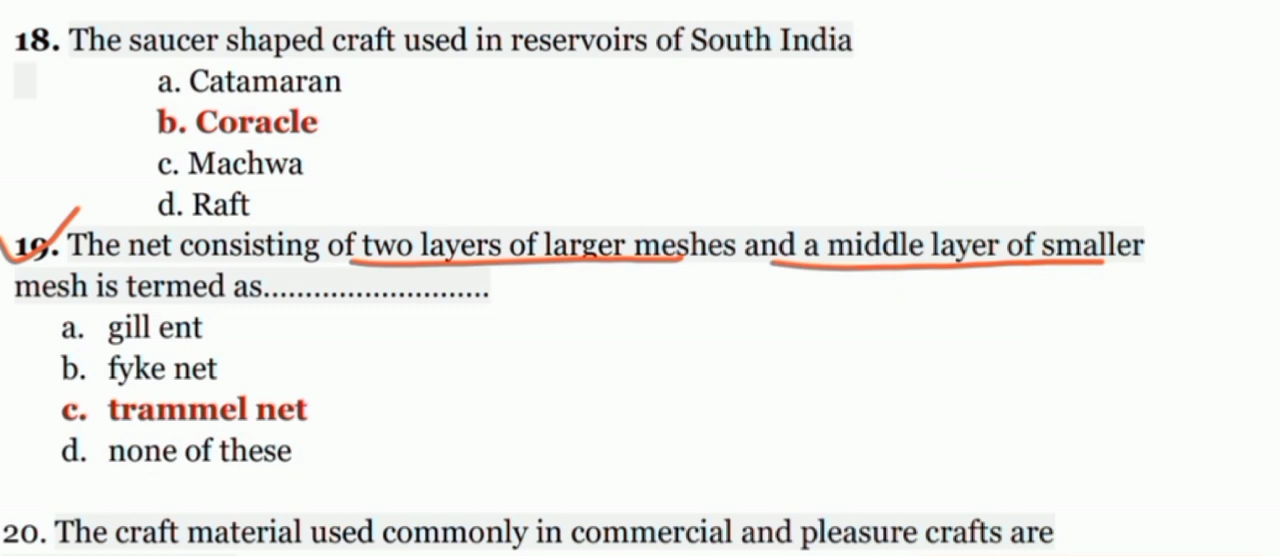 18. The saucer shaped craft used in reservoirs of South India
a. Catamaran
b. Coracle
c. Machwa
d. Raft
19. The net consisting of two layers of larger meshes and a middle layer of smaller
mesh is termed as...........................
a. gill ent
b. fyke net
c. trammel net
d. none of these
20. The craft material used commonly in commercial and pleasure crafts are